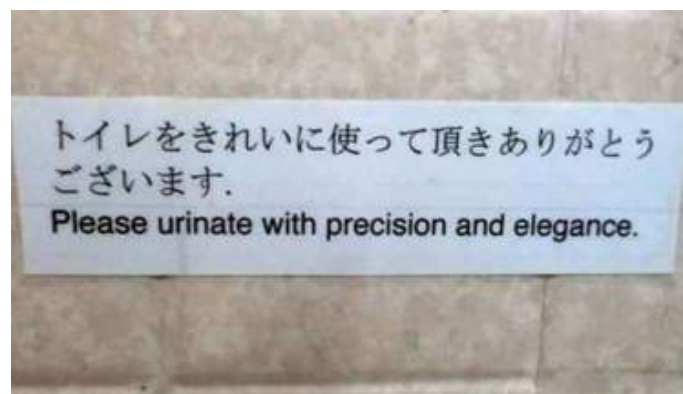 トイレをきれいに使って頂きありがとう
ございます.
Please urinate with precision and elegance.